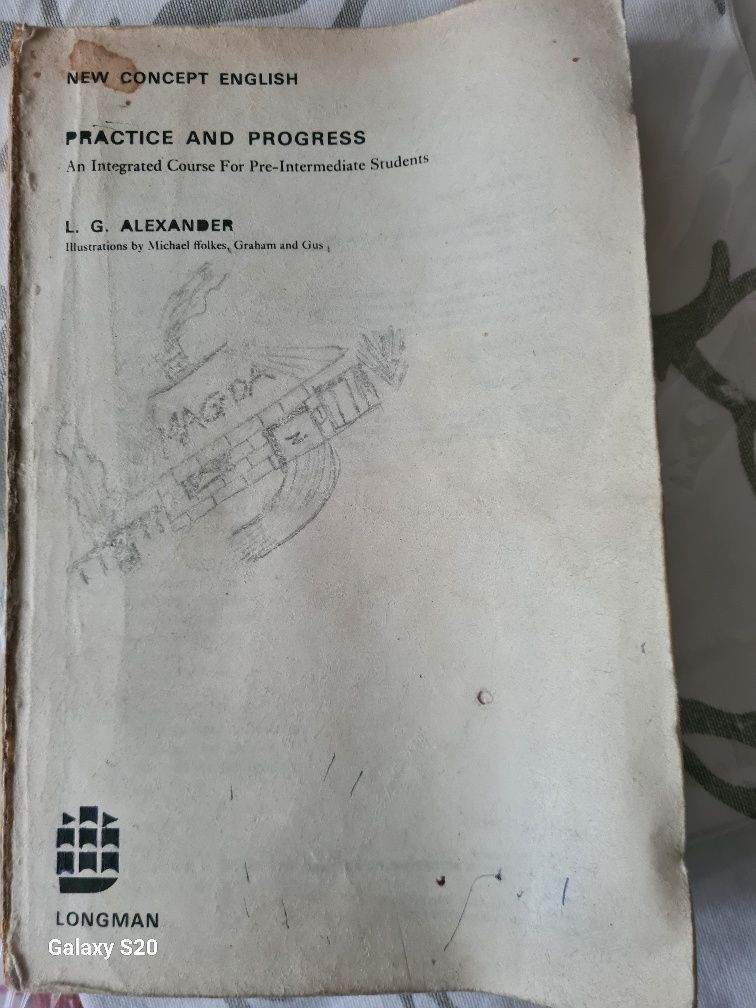 NEW CONCEPT ENGLISH
PRACTICE AND PROGRESS
An Integrated Course For Pre-Intermediate Students
L. G. ALEXANDER
Illustrations by Michael ffolkes, Graham and Gus
MAGDA
LONGMAN
Galaxy S20